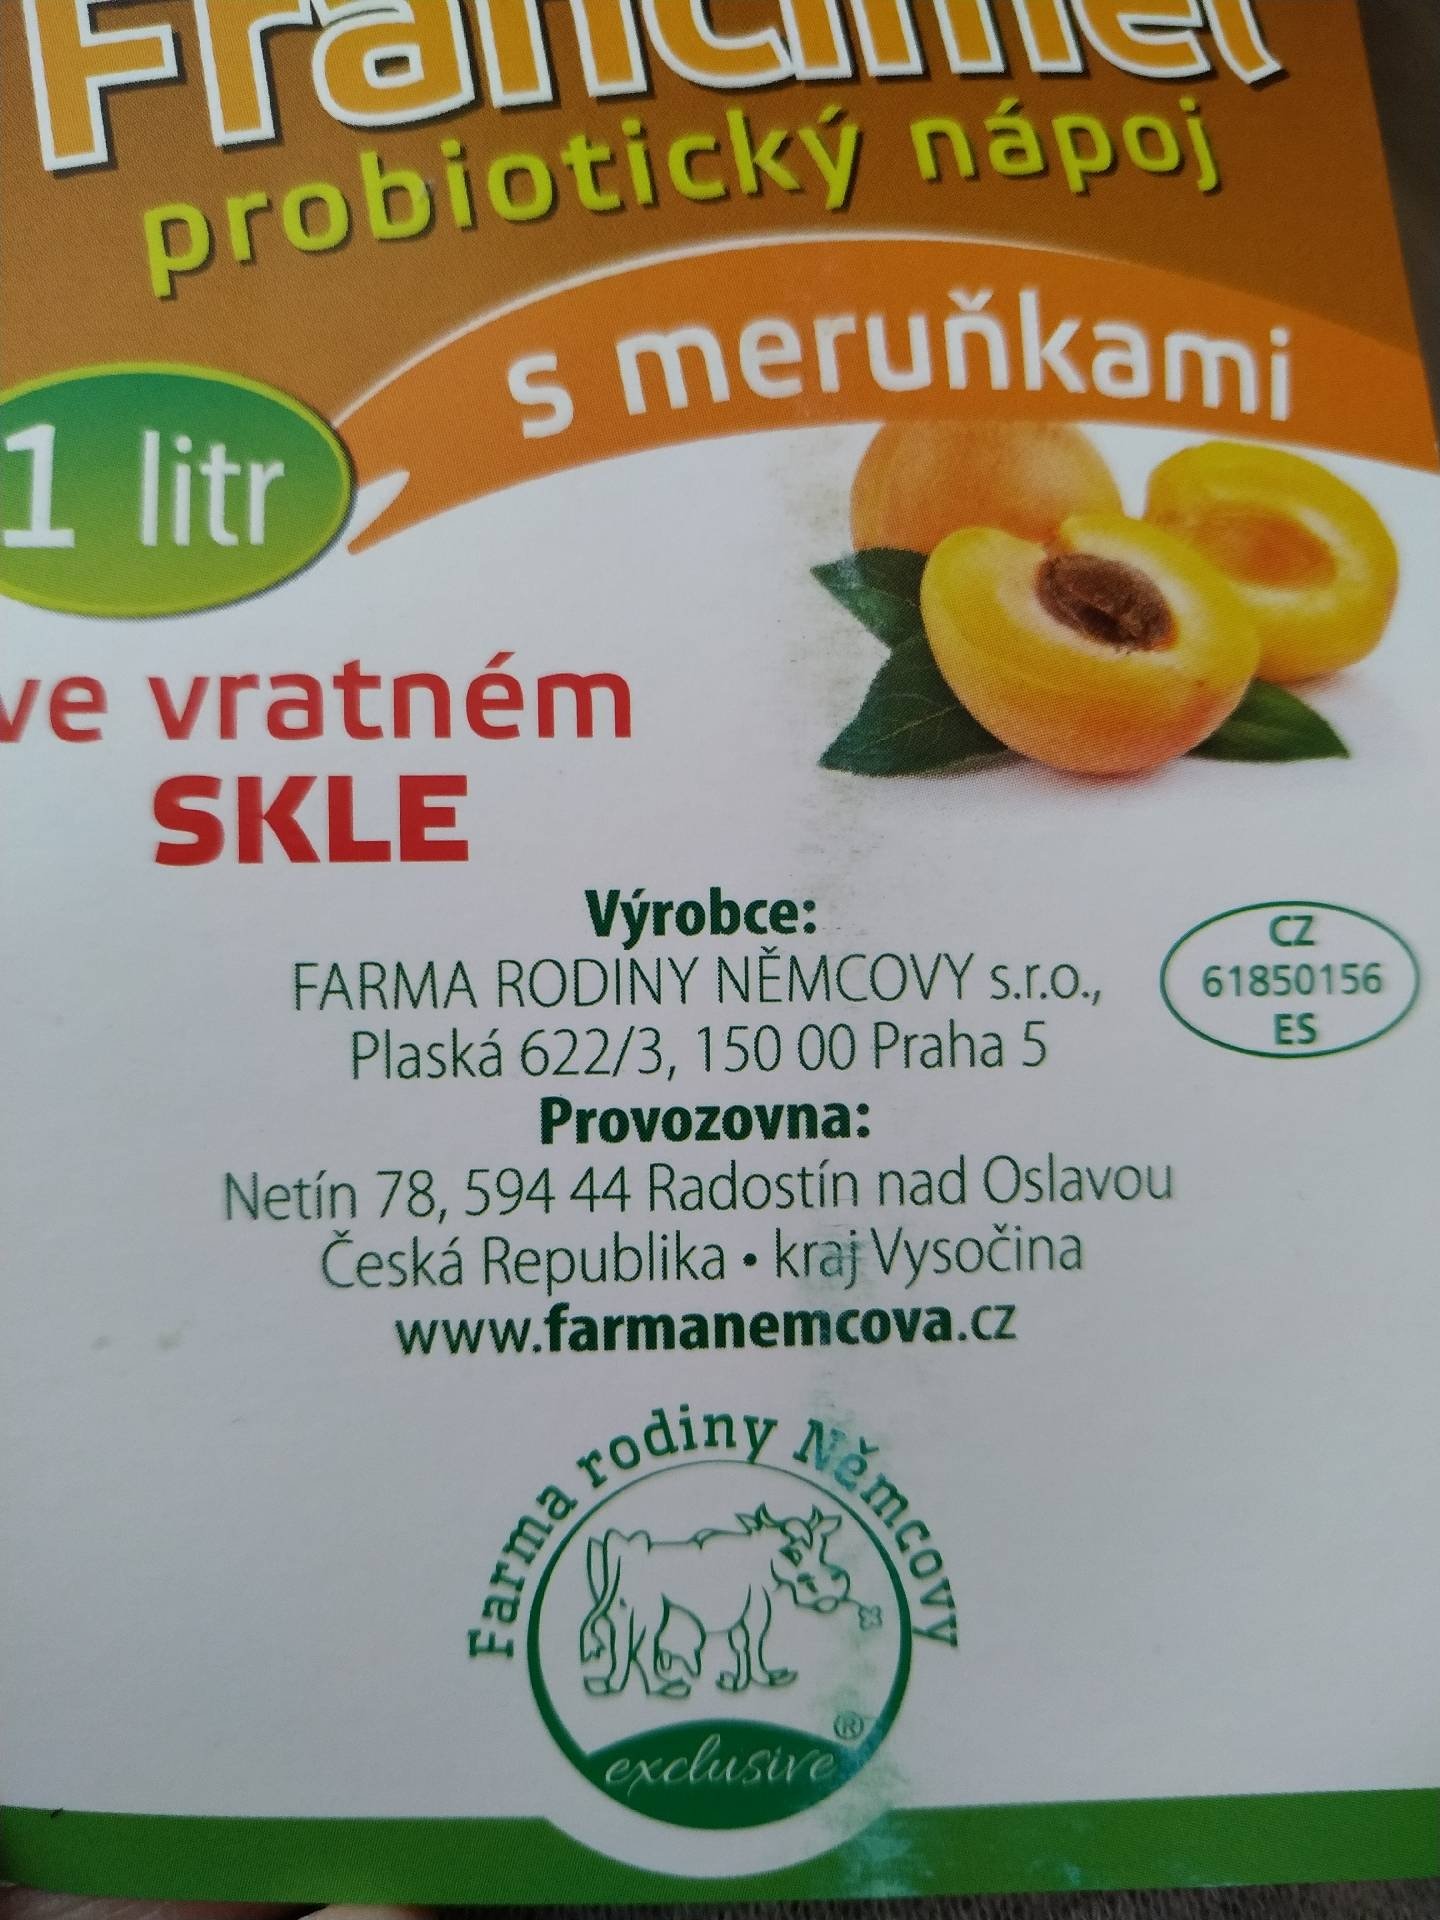 Francimel
probiotický nápoj
s meruňkami
1 litr
ve vratném
SKLE
Výrobce:
FARMA RODINY NĚMCOVY s.r.o.,
Plaská 622/3, 150 00 Praha 5
CZ
61850156
ES
Provozovna:
Netín 78, 594 44 Radostín nad Oslavou
Česká Republika • kraj Vysočina
www.farmanemcova.cz
Farma rodiny Němcovy
®
exclusive